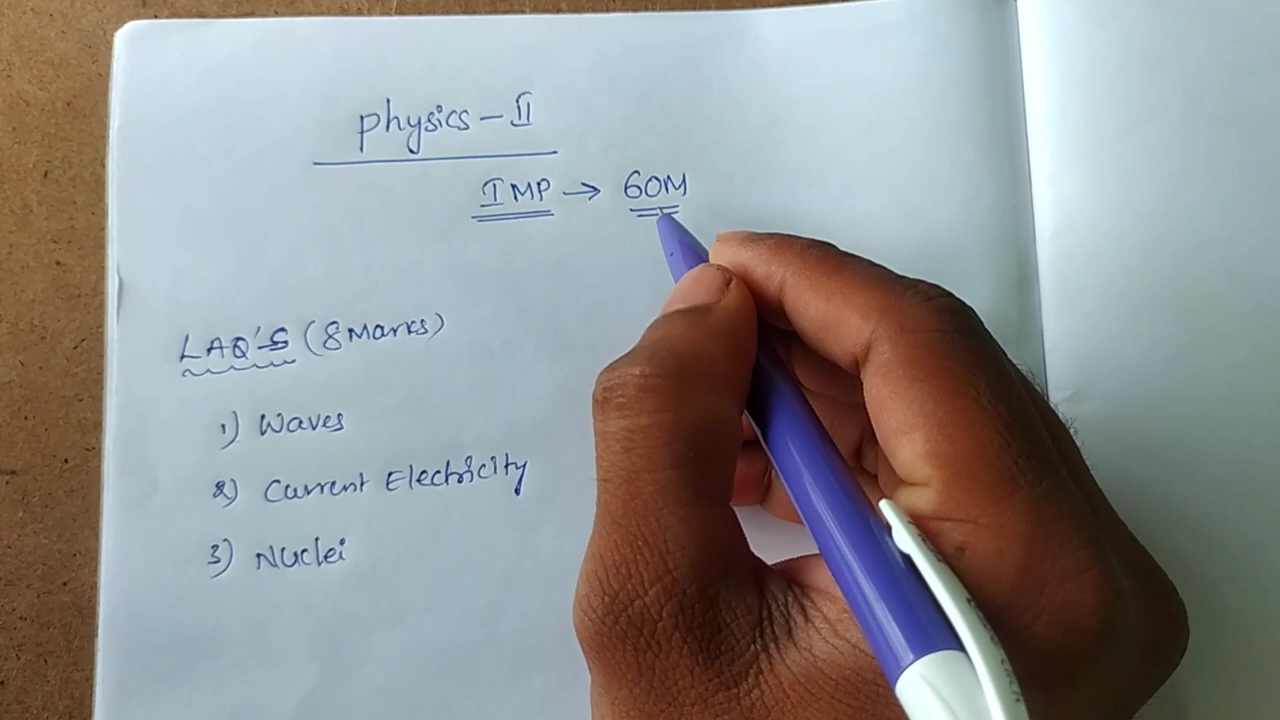 Physics - II
IMP → 60M
LAQ'S (8 Marks)
1) Waves
2) Current Electricity
3) Nuclei